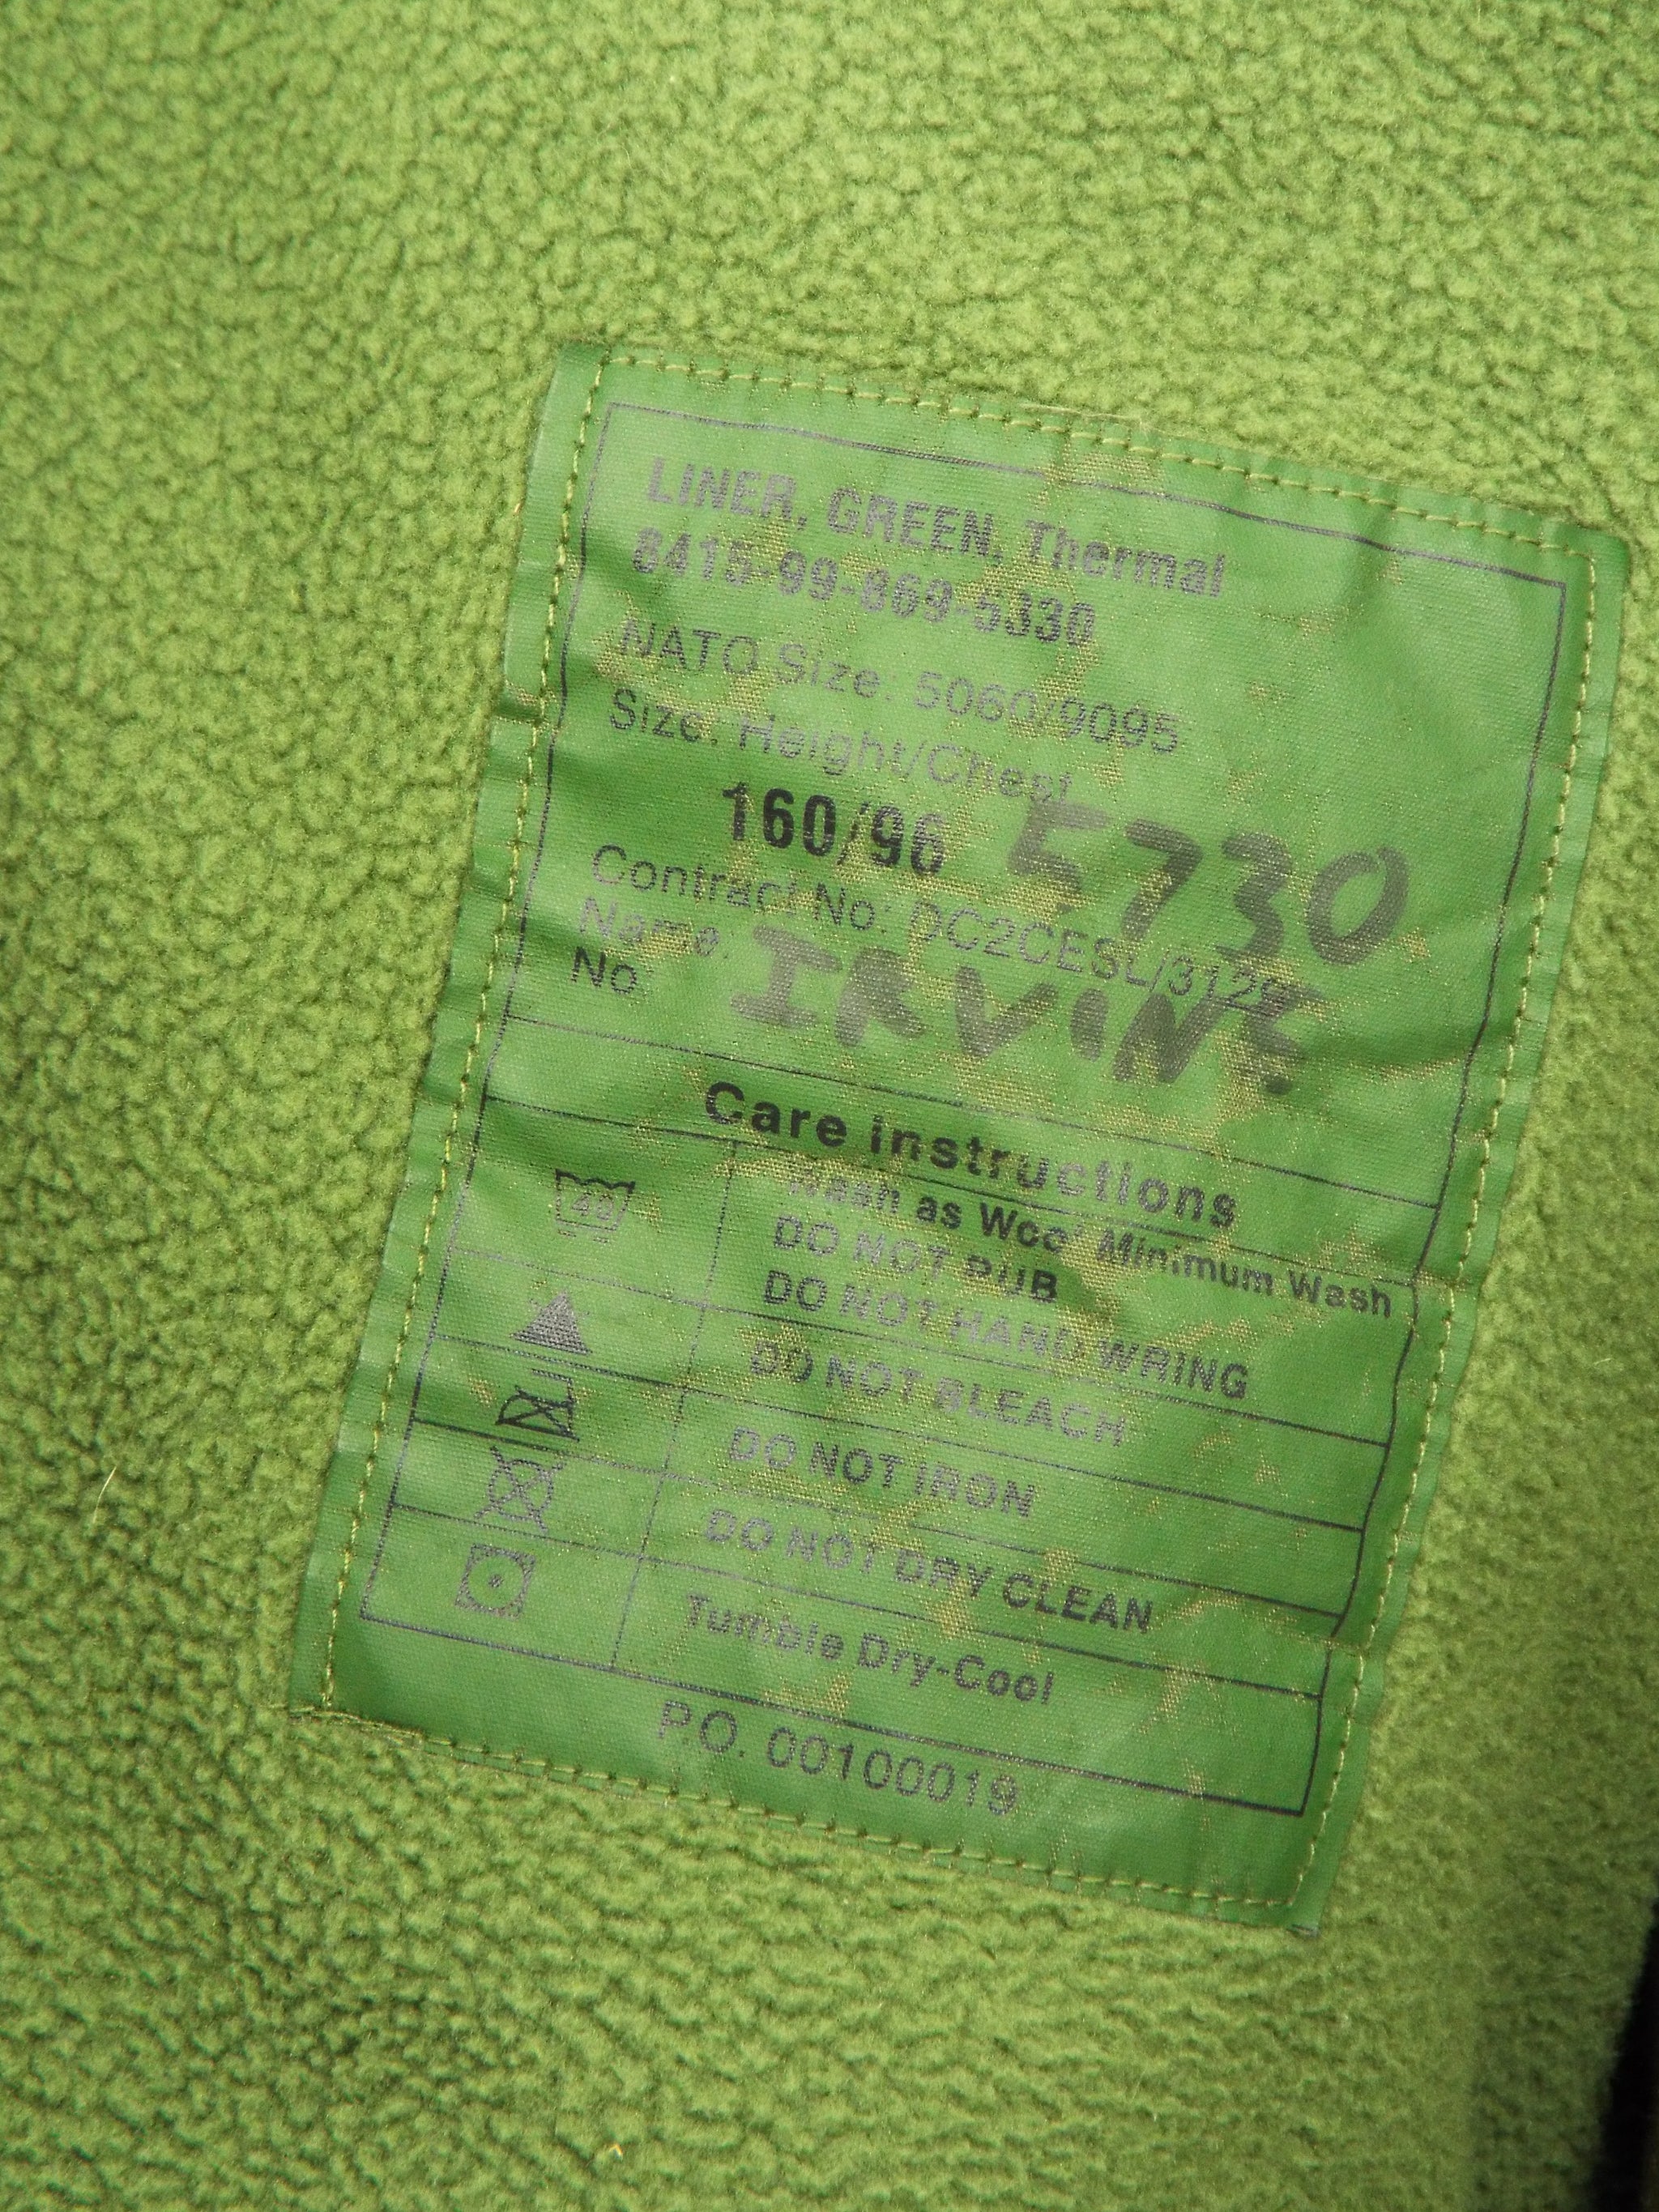 LINER, GREEN, Thermal
8415-99-869-5330
NATO Size: 5060/9095
Size: Height/Chest
160/96 5730
Contract No: DC2CESL/3129
Name: IRVINE
No
Care instructions
40
Wash as Wool Minimum Wash
DO NOT RUB
DO NOT HAND WRING
DO NOT BLEACH
DO NOT IRON
DO NOT DRY CLEAN
Tumble Dry-Cool
P.O. 00100019